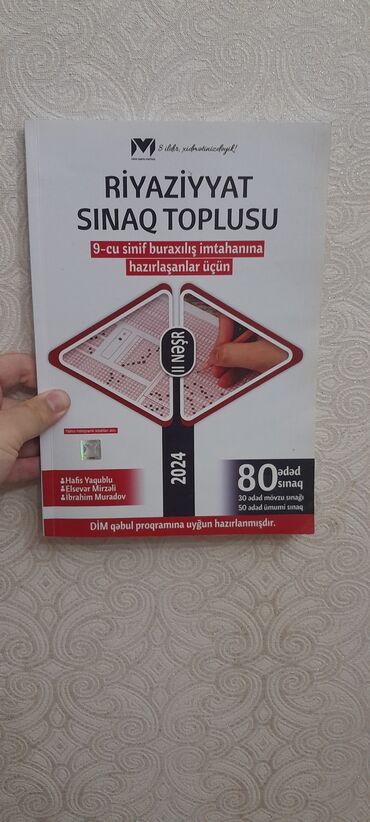 8 ildir, xidmətinizdəyik!
RİYAZİYYAT
SINAQ TOPLUSU
9-cu sinif buraxılış imtahanına
hazırlaşanlar üçün
II NƏŞR
2024
Hafis Yaqublu
Elsevər Mirzəli
İbrahim Muradov
80 ədəd
sınaq
30 ədəd mövzu sınağı
50 ədəd ümumi sınaq
DİM qəbul proqramına uyğun hazırlanmışdır.